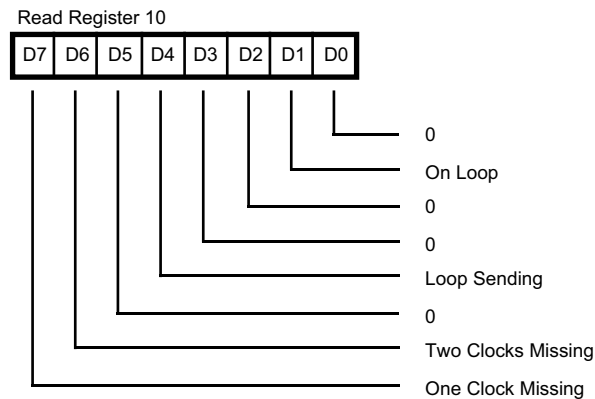 Read Register 10
D7 D6 D5 D4 D3 D2 D1 D0
0
On Loop
0
0
Loop Sending
0
Two Clocks Missing
One Clock Missing